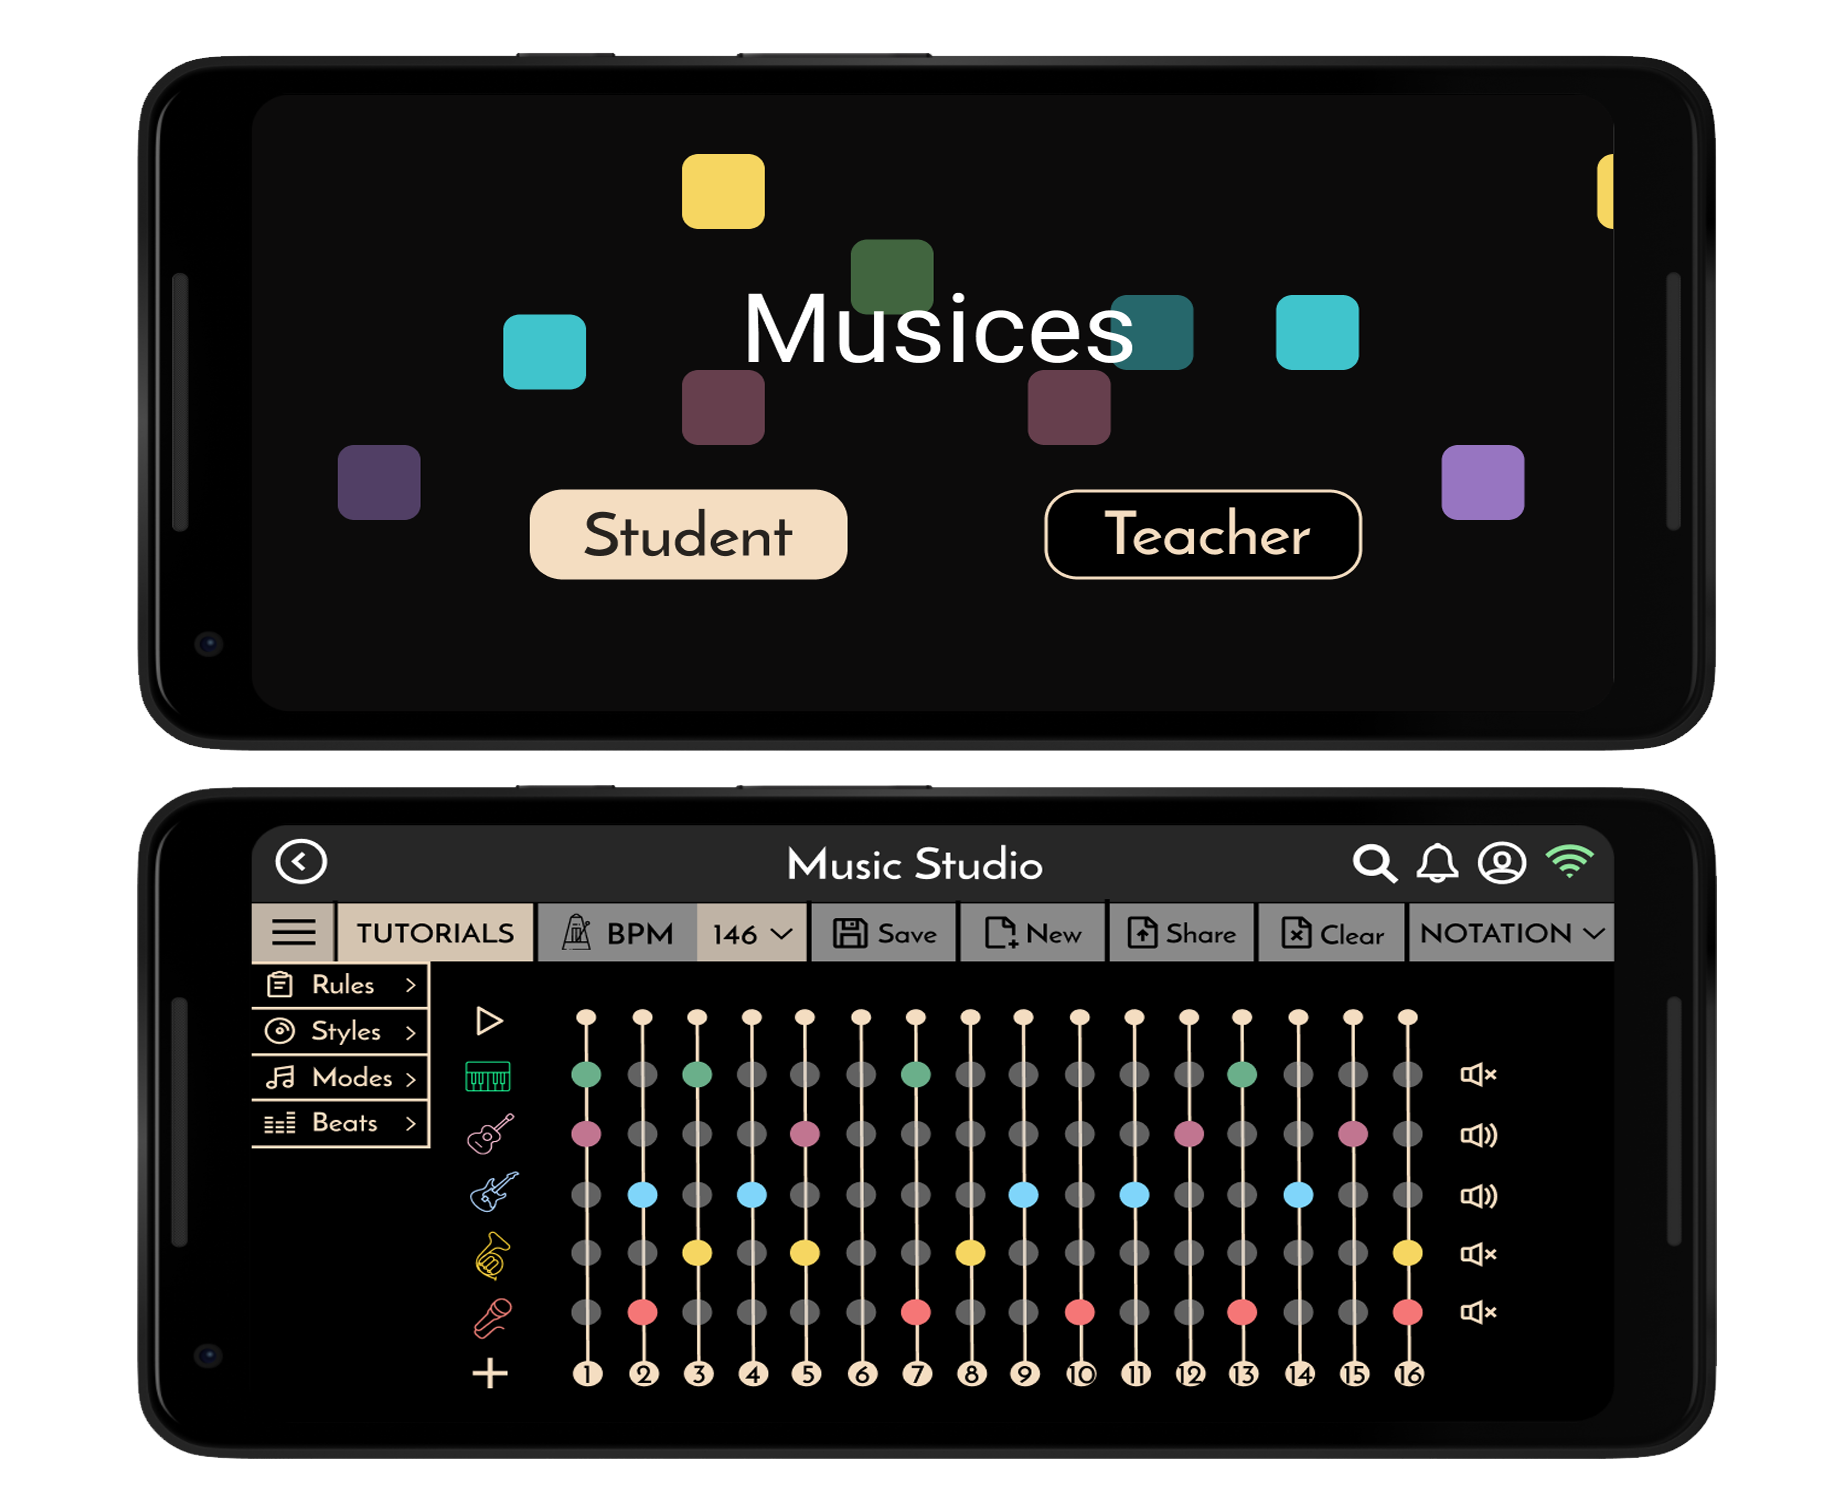 Musices
Student
Teacher
Music Studio
TUTORIALS BPM 146 Save New Share Clear NOTATION
Rules
Styles
Modes
Beats
1 2 3 4 5 6 7 8 9 10 11 12 13 14 15 16